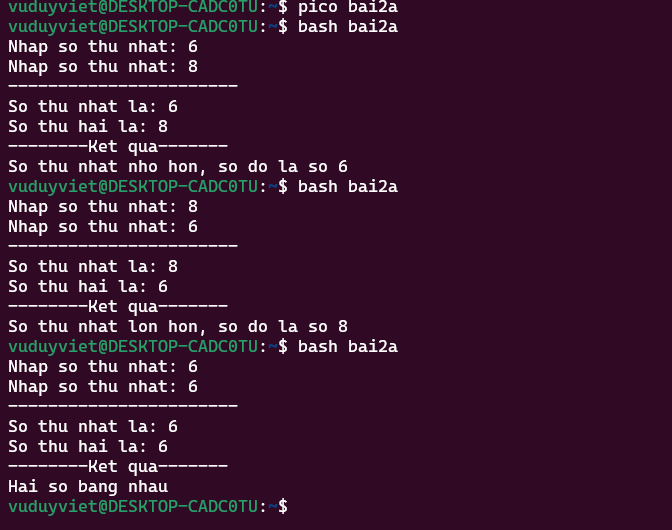 vuduyviet@DESKTOP-CADC0TU:~$ pico bai2a
vuduyviet@DESKTOP-CADC0TU:~$ bash bai2a
Nhap so thu nhat: 6
Nhap so thu nhat: 8
-----------------------
So thu nhat la: 6
So thu hai la: 8
--------Ket qua-------
So thu nhat nho hon, so do la so 6
vuduyviet@DESKTOP-CADC0TU:~$ bash bai2a
Nhap so thu nhat: 8
Nhap so thu nhat: 6
-----------------------
So thu nhat la: 8
So thu hai la: 6
--------Ket qua-------
So thu nhat lon hon, so do la so 8
vuduyviet@DESKTOP-CADC0TU:~$ bash bai2a
Nhap so thu nhat: 6
Nhap so thu nhat: 6
-----------------------
So thu nhat la: 6
So thu hai la: 6
--------Ket qua-------
Hai so bang nhau
vuduyviet@DESKTOP-CADC0TU:~$